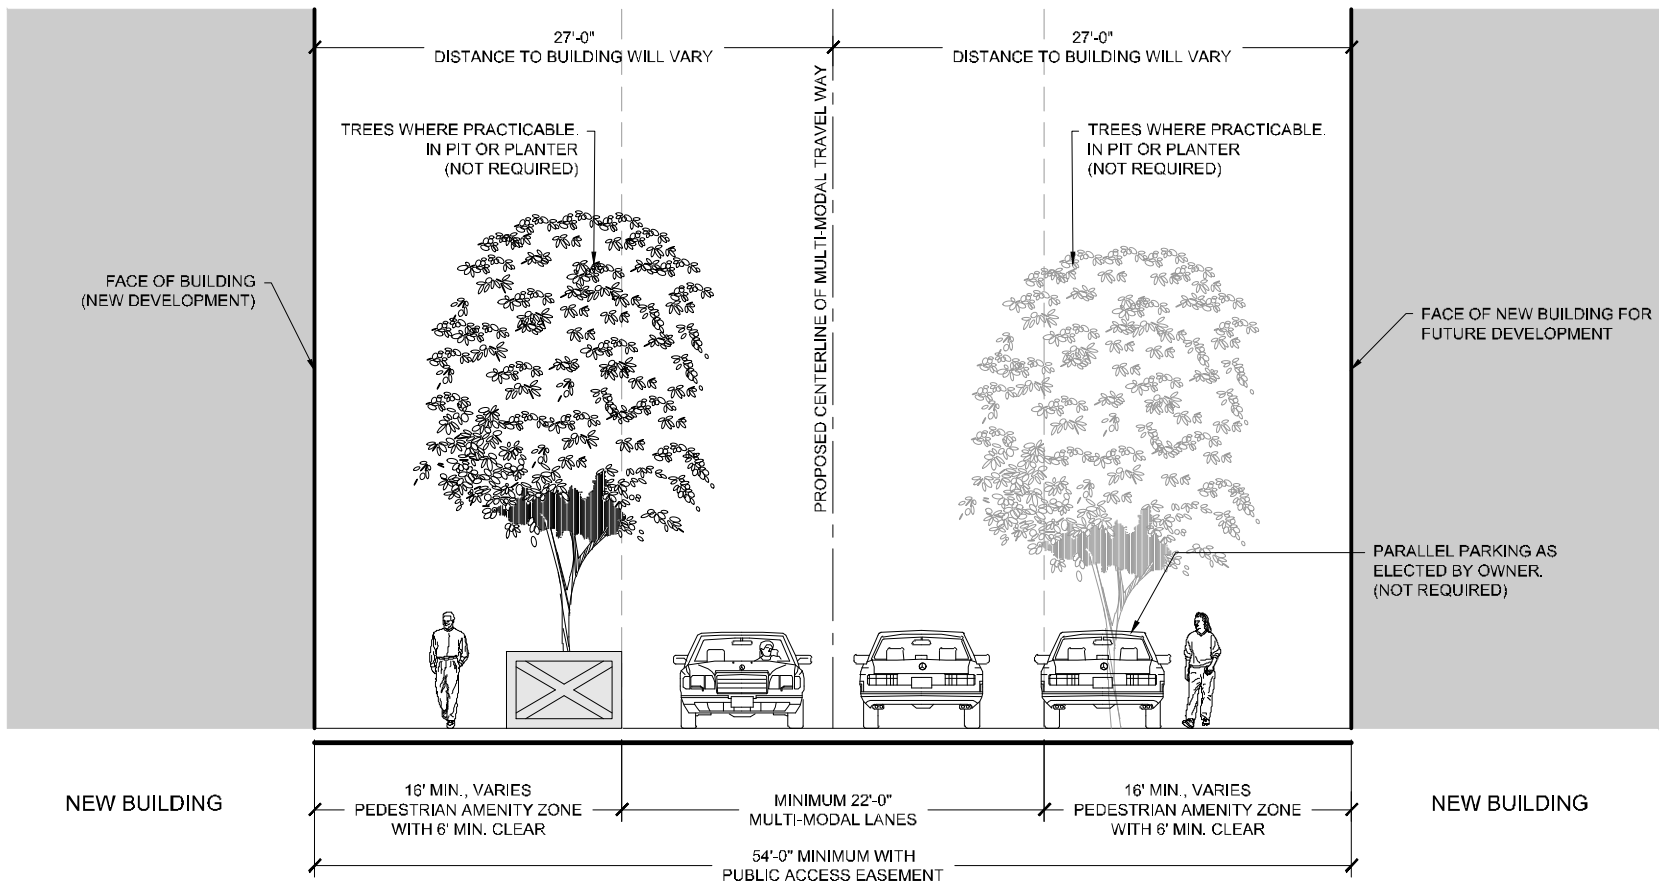 27'-0"
DISTANCE TO BUILDING WILL VARY
27'-0"
DISTANCE TO BUILDING WILL VARY
PROPOSED CENTERLINE OF MULTI-MODAL TRAVEL WAY
TREES WHERE PRACTICABLE.
IN PIT OR PLANTER
(NOT REQUIRED)
TREES WHERE PRACTICABLE.
IN PIT OR PLANTER
(NOT REQUIRED)
FACE OF BUILDING
(NEW DEVELOPMENT)
FACE OF NEW BUILDING FOR
FUTURE DEVELOPMENT
PARALLEL PARKING AS
ELECTED BY OWNER.
(NOT REQUIRED)
NEW BUILDING
16' MIN., VARIES
PEDESTRIAN AMENITY ZONE
WITH 6' MIN. CLEAR
MINIMUM 22'-0"
MULTI-MODAL LANES
16' MIN., VARIES
PEDESTRIAN AMENITY ZONE
WITH 6' MIN. CLEAR
NEW BUILDING
54'-0" MINIMUM WITH
PUBLIC ACCESS EASEMENT